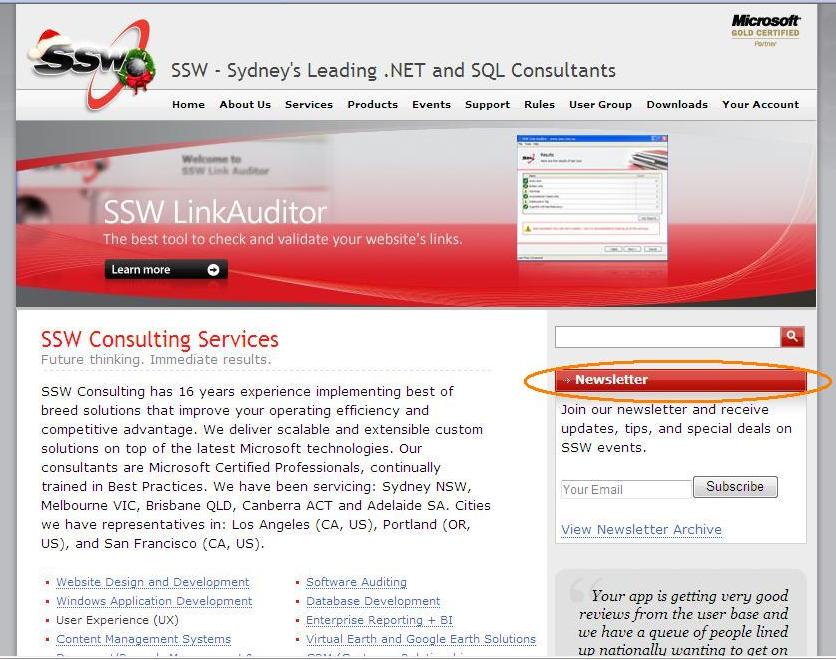 Microsoft
GOLD CERTIFIED
Partner
SSW
SSW - Sydney's Leading .NET and SQL Consultants
Home About Us Services Products Events Support Rules User Group Downloads Your Account
Welcome to
SSW Link Auditor
Results
SSW LinkAuditor
The best tool to check and validate your website's links.
Learn more
SSW Consulting Services
Future thinking. Immediate results.
SSW Consulting has 16 years experience implementing best of
breed solutions that improve your operating efficiency and
competitive advantage. We deliver scalable and extensible custom
solutions on top of the latest Microsoft technologies. Our
consultants are Microsoft Certified Professionals, continually
trained in Best Practices. We have been servicing: Sydney NSW,
Melbourne VIC, Brisbane QLD, Canberra ACT and Adelaide SA. Cities
we have representatives in: Los Angeles (CA, US), Portland (OR,
US), and San Francisco (CA, US).
Website Design and Development
Windows Application Development
User Experience (UX)
Content Management Systems
Software Auditing
Database Development
Enterprise Reporting + BI
Virtual Earth and Google Earth Solutions
Newsletter
Join our newsletter and receive
updates, tips, and special deals on
SSW events.
Your Email Subscribe
View Newsletter Archive
Your app is getting very good
reviews from the user base and
we have a queue of people lined
up nationally wanting to get on